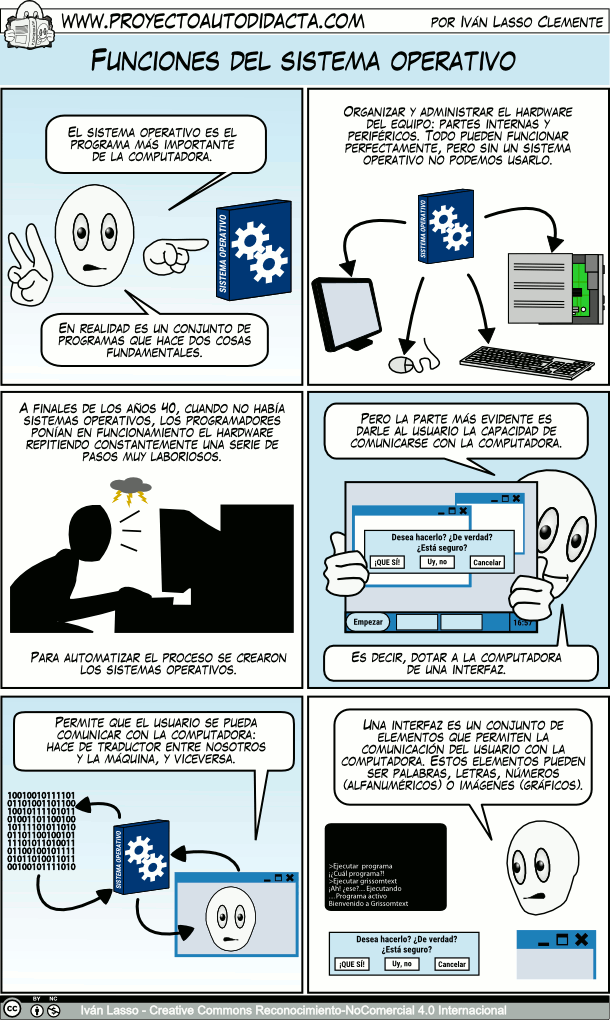 WWW.PROYECTOAUTODIDACTA.COM
POR IVÁN LASSO CLEMENTE
FUNCIONES DEL SISTEMA OPERATIVO
EL SISTEMA OPERATIVO ES EL
PROGRAMA MÁS IMPORTANTE
DE LA COMPUTADORA.
SISTEMA OPERATIVO
EN REALIDAD ES UN CONJUNTO DE
PROGRAMAS QUE HACE DOS COSAS
FUNDAMENTALES.
ORGANIZAR Y ADMINISTRAR EL HARDWARE
DEL EQUIPO: PARTES INTERNAS Y
PERIFÉRICOS. TODO PUEDEN FUNCIONAR
PERFECTAMENTE, PERO SIN UN SISTEMA
OPERATIVO NO PODEMOS USARLO.
SISTEMA OPERATIVO
A FINALES DE LOS AÑOS 40, CUANDO NO HABÍA
SISTEMAS OPERATIVOS, LOS PROGRAMADORES
PONÍAN EN FUNCIONAMIENTO EL HARDWARE
REPITIENDO CONSTANTEMENTE UNA SERIE DE
PASOS MUY LABORIOSOS.
PARA AUTOMATIZAR EL PROCESO SE CREARON
LOS SISTEMAS OPERATIVOS.
PERO LA PARTE MÁS EVIDENTE ES
DARLE AL USUARIO LA CAPACIDAD DE
COMUNICARSE CON LA COMPUTADORA.
Desea hacerlo? ¿De verdad?
¿Está seguro?
¡QUE SÍ! Uy, no Cancelar
Empezar 16:57
ES DECIR, DOTAR A LA COMPUTADORA
DE UNA INTERFAZ.
PERMITE QUE EL USUARIO SE PUEDA
COMUNICAR CON LA COMPUTADORA:
HACE DE TRADUCTOR ENTRE NOSOTROS
Y LA MÁQUINA, Y VICEVERSA.
10010010111101
01101001101100
10010111101011
01001101100100
10111101011010
01101100100101
11101011010011
01100100101111
01011010011011
00100101111010
SISTEMA OPERATIVO
UNA INTERFAZ ES UN CONJUNTO DE
ELEMENTOS QUE PERMITEN LA
COMUNICACIÓN DEL USUARIO CON LA
COMPUTADORA. ESTOS ELEMENTOS PUEDEN
SER PALABRAS, LETRAS, NÚMEROS
(ALFANUMÉRICOS) O IMÁGENES (GRÁFICOS).
>Ejecutar programa
¡¿Cuál programa?!
>Ejecutar grissomtext
¡Ah! ¿ese?... Ejecutando
... Programa activo
Bienvenido a Grissomtext
Desea hacerlo? ¿De verdad?
¿Está seguro?
¡QUE SÍ! Uy, no Cancelar
cc BY NC
Iván Lasso - Creative Commons Reconocimiento-NoComercial 4.0 Internacional